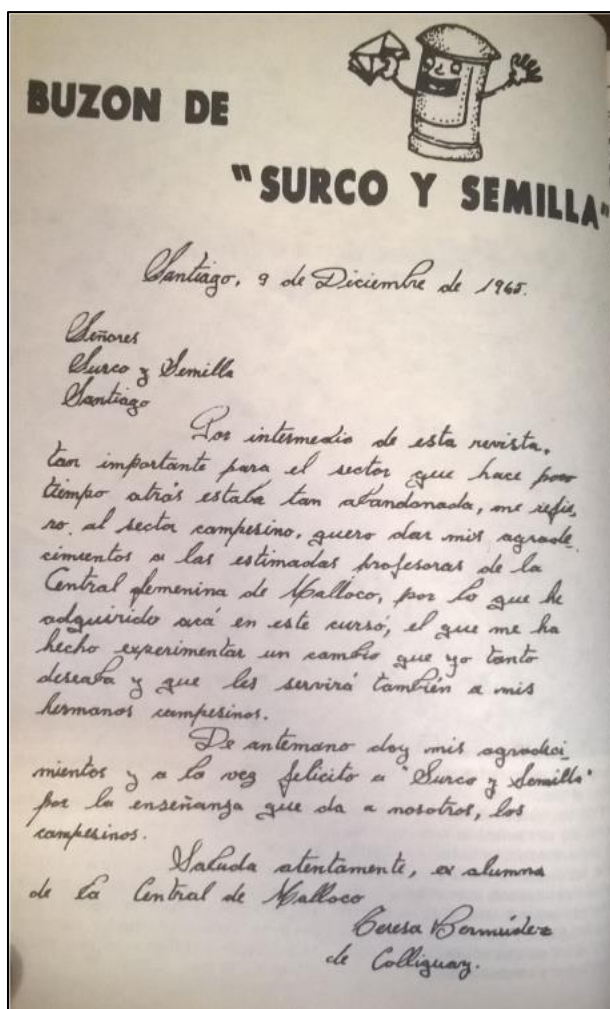 BUZON DE
"SURCO Y SEMILLA"
Santiago, 9 de Diciembre de 1965.
Señores
Surco y Semilla
Santiago
Por intermedio de esta revista,
tan importante para el sector que hace poco
tiempo atrás estaba tan abandonada, me refie,
ro, al sector campesino, quero dar mis agrade_
cimientos a las estimadas profesoras de la
Central femenina de Malloco, por lo que he
adquirido acá en este curso, el que me ha
hecho experimentar un cambio que yo tanto
deseaba y que les servirá también a mis
hermanos campesinos.
De antemano doy mis agradeci_
mientos y a la vez felicito a "Surco y Semilla"
por la enseñanza que da a nosotros, los
campesinos.
Saluda atentamente, ex alumna
de la Central de Malloco
Teresa Bermúdez
de Colliguay.